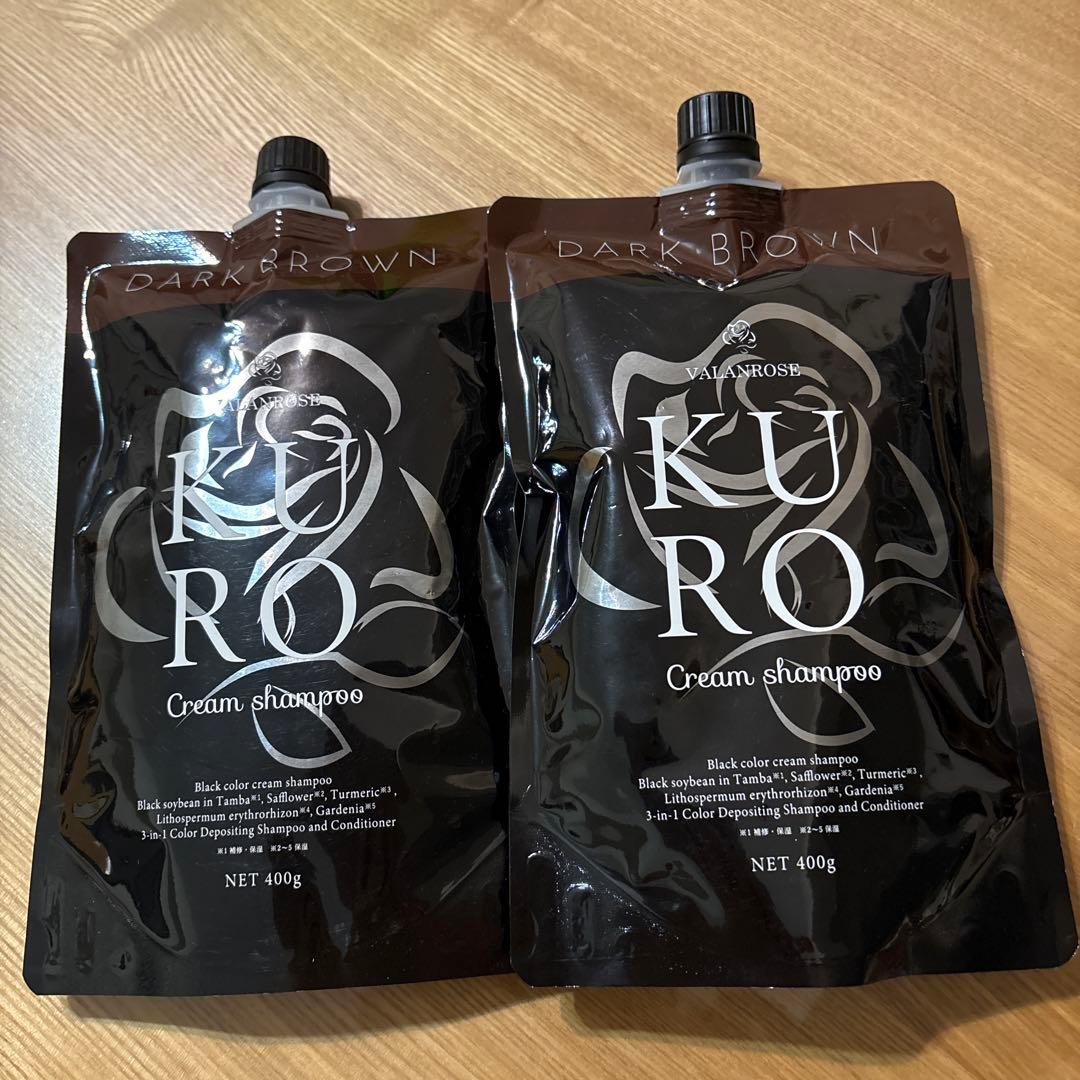 DARK BROWN
VALANROSE
KU
RO
Cream shampoo
Black color cream shampoo
Black soybean in Tamba※1, Safflower※2, Turmeric※3,
Lithospermum erythrorhizon※4, Gardenia※5
3-in-1 Color Depositing Shampoo and Conditioner
※1 補修・保湿 ※2～5 保湿
NET 400g
DARK BROWN
VALANROSE
KU
RO
Cream shampoo
Black color cream shampoo
Black soybean in Tamba※1, Safflower※2, Turmeric※3,
Lithospermum erythrorhizon※4, Gardenia※5
3-in-1 Color Depositing Shampoo and Conditioner
※1 補修・保湿 ※2～5 保湿
NET 400g